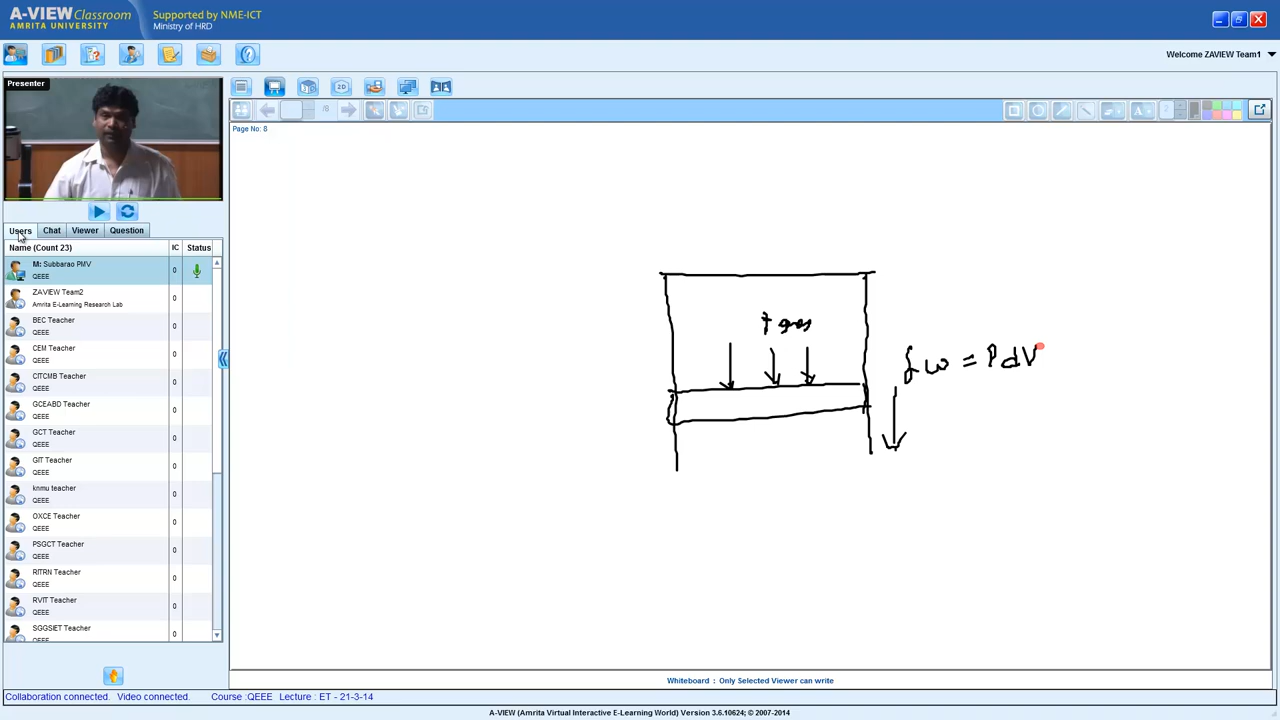 A-VIEW Classroom
AMRITA UNIVERSITY
Supported by NME-ICT
Ministry of HRD
Welcome ZAVIEW Team1
Presenter
2D
/8
2
A
Page No: 8
Users Chat Viewer Question
Name (Count 23) IC Status
M: Subbarao PMV
QEEE
0
ZAVIEW Team2
Amrita E-Learning Research Lab
0
BEC Teacher
QEEE
0
CEM Teacher
QEEE
0
CITCMB Teacher
QEEE
0
GCEABD Teacher
QEEE
0
GCT Teacher
QEEE
0
GIT Teacher
QEEE
0
knmu teacher
QEEE
0
OXCE Teacher
QEEE
0
PSGCT Teacher
QEEE
0
RITRN Teacher
QEEE
0
RVIT Teacher
QEEE
0
SGGSIET Teacher
QEEE
0
gas
w = PdV
Whiteboard : Only Selected Viewer can write
Collaboration connected. Video connected. Course :QEEE Lecture : ET - 21-3-14
A-VIEW (Amrita Virtual Interactive E-Learning World) Version 3.6.10624; © 2007-2014